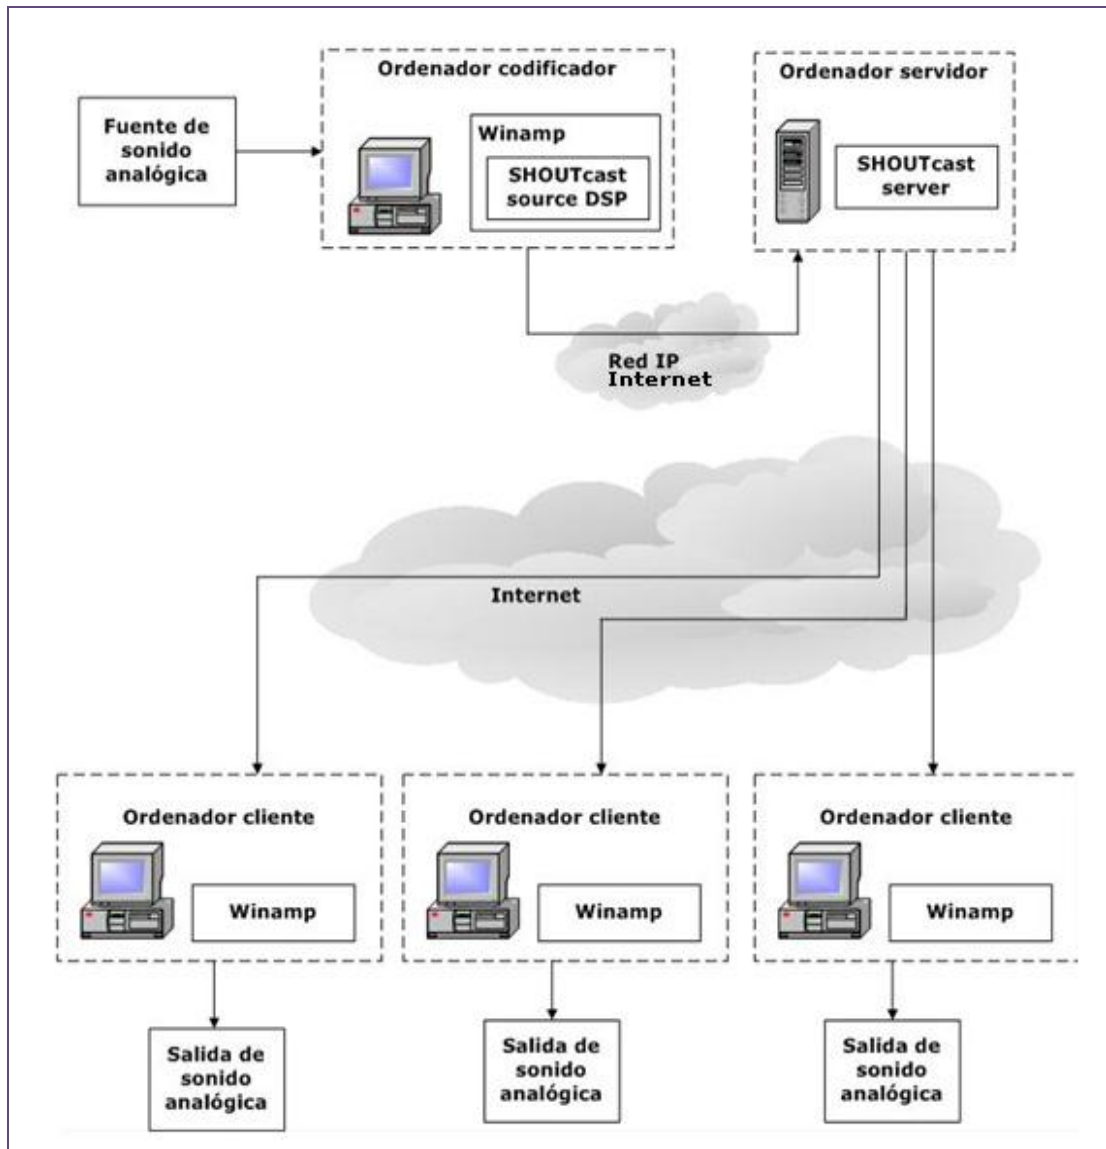 Ordenador codificador
Ordenador servidor
Fuente de
sonido
analógica
Winamp
SHOUTcast
source DSP
SHOUTcast
server
Red IP
Internet
Internet
Ordenador cliente
Winamp
Ordenador cliente
Winamp
Ordenador cliente
Winamp
Salida de
sonido
analógica
Salida de
sonido
analógica
Salida de
sonido
analógica